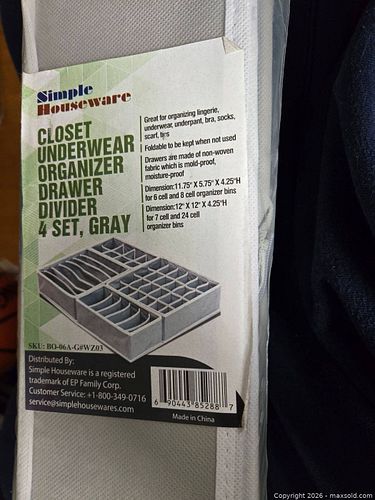 Simple
Houseware
CLOSET
UNDERWEAR
ORGANIZER
DRAWER
DIVIDER
4 SET, GRAY
Great for organizing lingerie,
underwear, underpant, bra, socks,
scarf, ties
Foldable to be kept when not used
Drawers are made of non-woven
fabric which is mold-proof,
moisture-proof
Dimension:11.75" X 5.75" X 4.25"H
for 6 cell and 8 cell organizer bins
Dimension:12" X 12" X 4.25"H
for 7 cell and 24 cell
organizer bins
SKU: BO-06A-G#WZ03
Distributed By:
Simple Houseware is a registered
trademark of EP Family Corp.
Customer Service: +1-800-349-0716
service@simplehousewares.com
6 90443 85288 7
Made in China
Copyright 2026 - maxsold.com